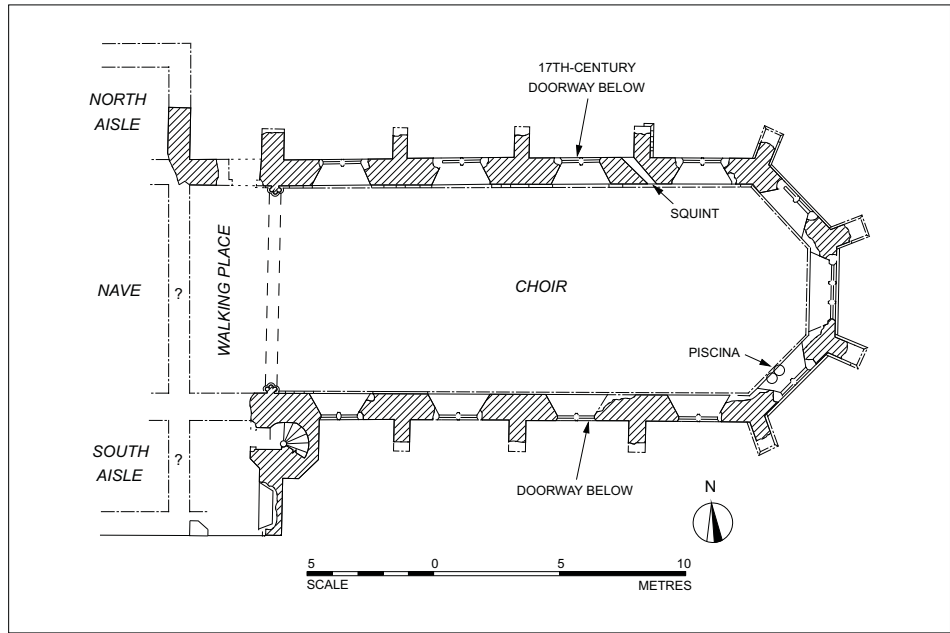 17TH-CENTURY
DOORWAY BELOW
NORTH
AISLE
SQUINT
NAVE
?
WALKING PLACE
CHOIR
PISCINA
SOUTH
AISLE
?
DOORWAY BELOW
N
5
0
5
10
SCALE
METRES